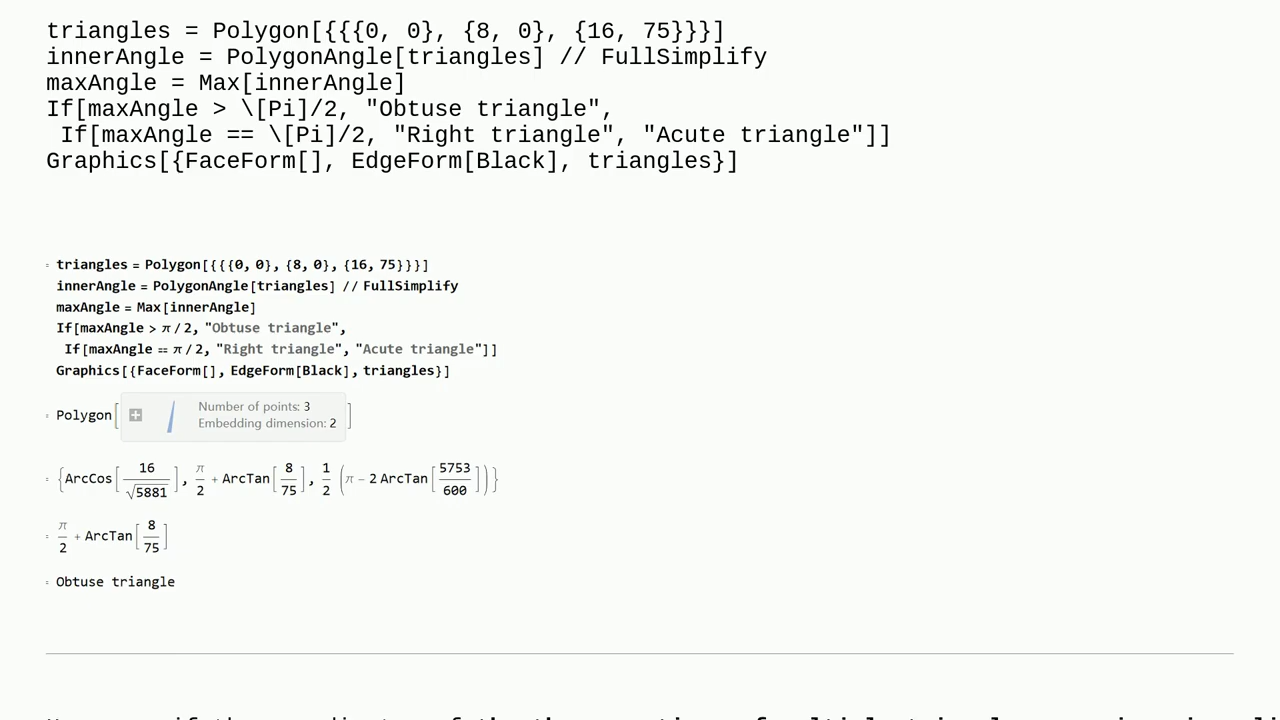 triangles = Polygon[{{{0, 0}, {8, 0}, {16, 75}}}]
innerAngle = PolygonAngle[triangles] // FullSimplify
maxAngle = Max[innerAngle]
If[maxAngle > \[Pi]/2, "Obtuse triangle",
 If[maxAngle == \[Pi]/2, "Right triangle", "Acute triangle"]]
Graphics[{FaceForm[], EdgeForm[Black], triangles}]
triangles = Polygon[{{{0, 0}, {8, 0}, {16, 75}}}]
innerAngle = PolygonAngle[triangles] // FullSimplify
maxAngle = Max[innerAngle]
If[maxAngle > π / 2, "Obtuse triangle",
 If[maxAngle == π / 2, "Right triangle", "Acute triangle"]]
Graphics[{FaceForm[], EdgeForm[Black], triangles}]
Polygon[ Number of points: 3
Embedding dimension: 2 ]
{ArcCos[16/√5881], π/2 + ArcTan[8/75], 1/2 (π − 2 ArcTan[5753/600])}
π/2 + ArcTan[8/75]
Obtuse triangle